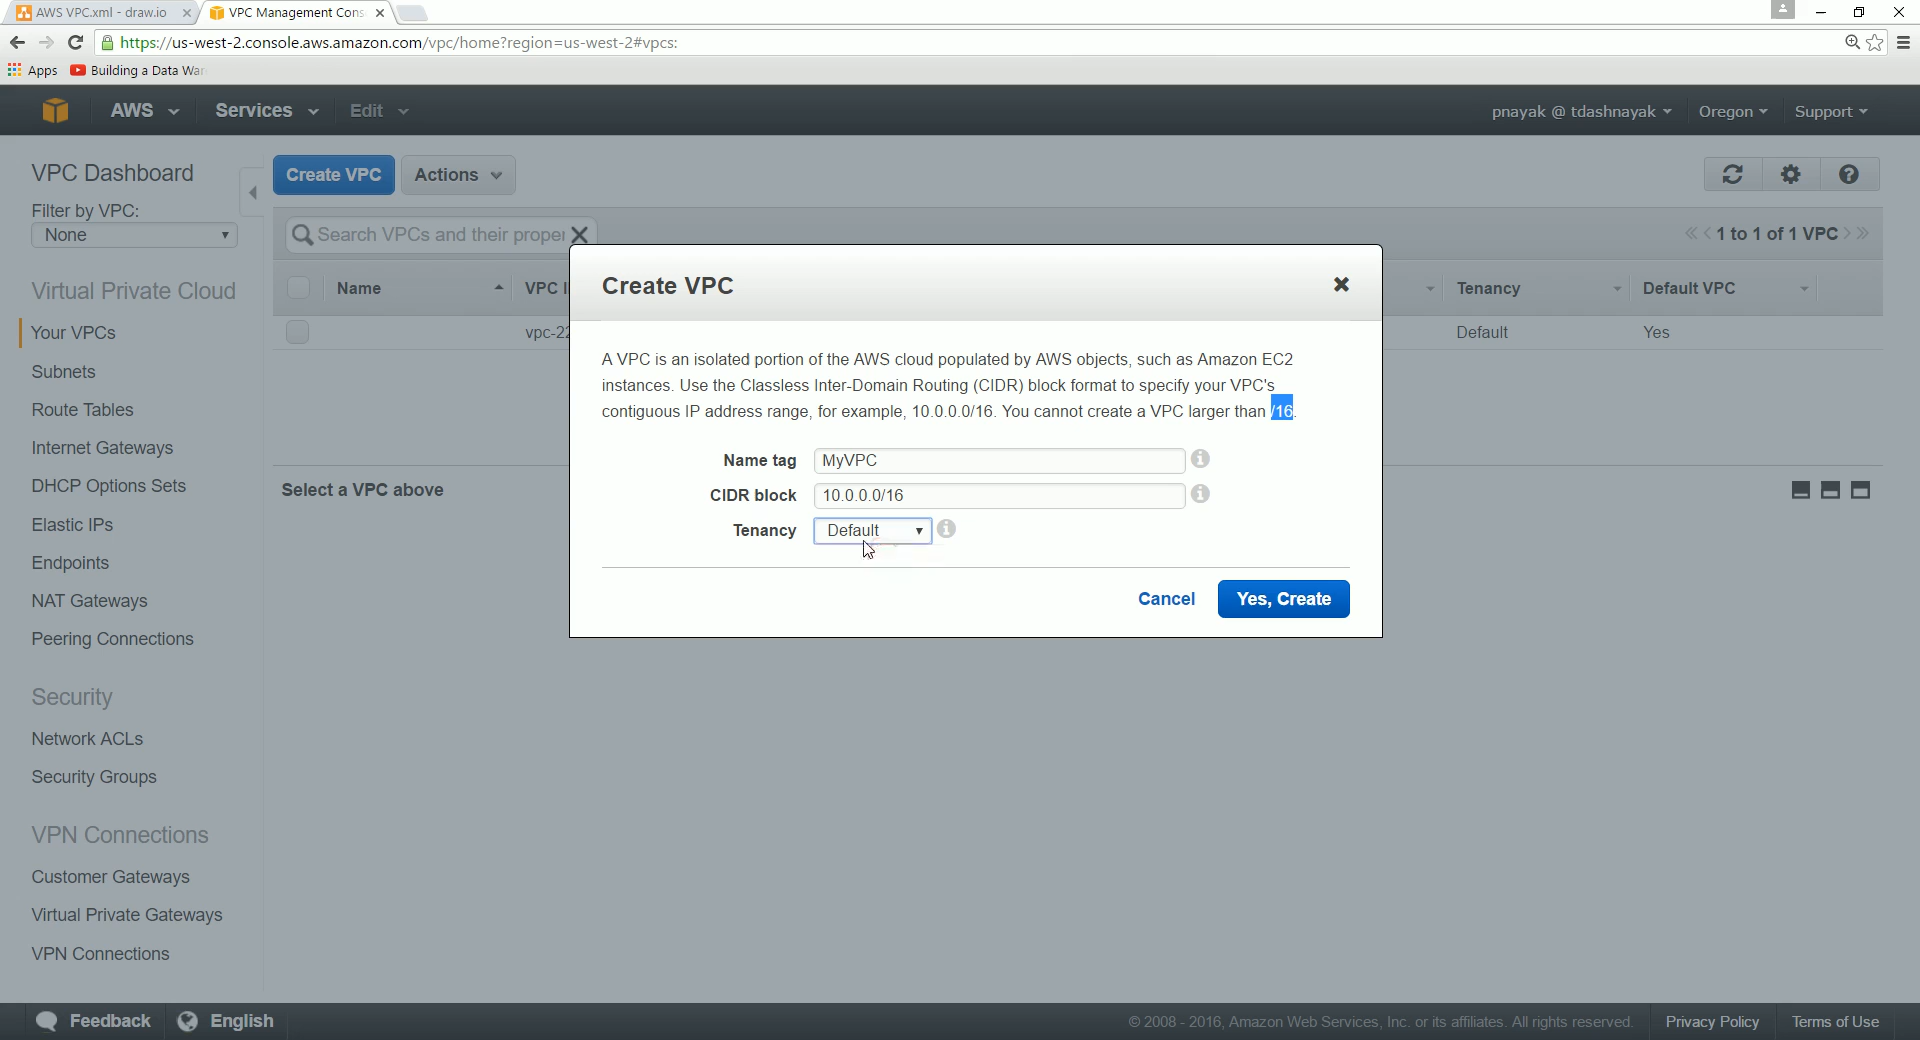 AWS VPC.xml - draw.io
VPC Management Cons
https://us-west-2.console.aws.amazon.com/vpc/home?region=us-west-2#vpcs:
Apps
Building a Data War
AWS
Services
Edit
pnayak @ tdashnayak
Oregon
Support
VPC Dashboard
Filter by VPC:
None
Virtual Private Cloud
Your VPCs
Subnets
Route Tables
Internet Gateways
DHCP Options Sets
Elastic IPs
Endpoints
NAT Gateways
Peering Connections
Security
Network ACLs
Security Groups
VPN Connections
Customer Gateways
Virtual Private Gateways
VPN Connections
Create VPC
Actions
Search VPCs and their proper
1 to 1 of 1 VPC
Name
VPC I
Tenancy
Default VPC
vpc-22
Default
Yes
Select a VPC above
Create VPC
A VPC is an isolated portion of the AWS cloud populated by AWS objects, such as Amazon EC2
instances. Use the Classless Inter-Domain Routing (CIDR) block format to specify your VPC's
contiguous IP address range, for example, 10.0.0.0/16. You cannot create a VPC larger than /16.
Name tag
MyVPC
CIDR block
10.0.0.0/16
Tenancy
Default
Cancel
Yes, Create
Feedback
English
© 2008 - 2016, Amazon Web Services, Inc. or its affiliates. All rights reserved.
Privacy Policy
Terms of Use